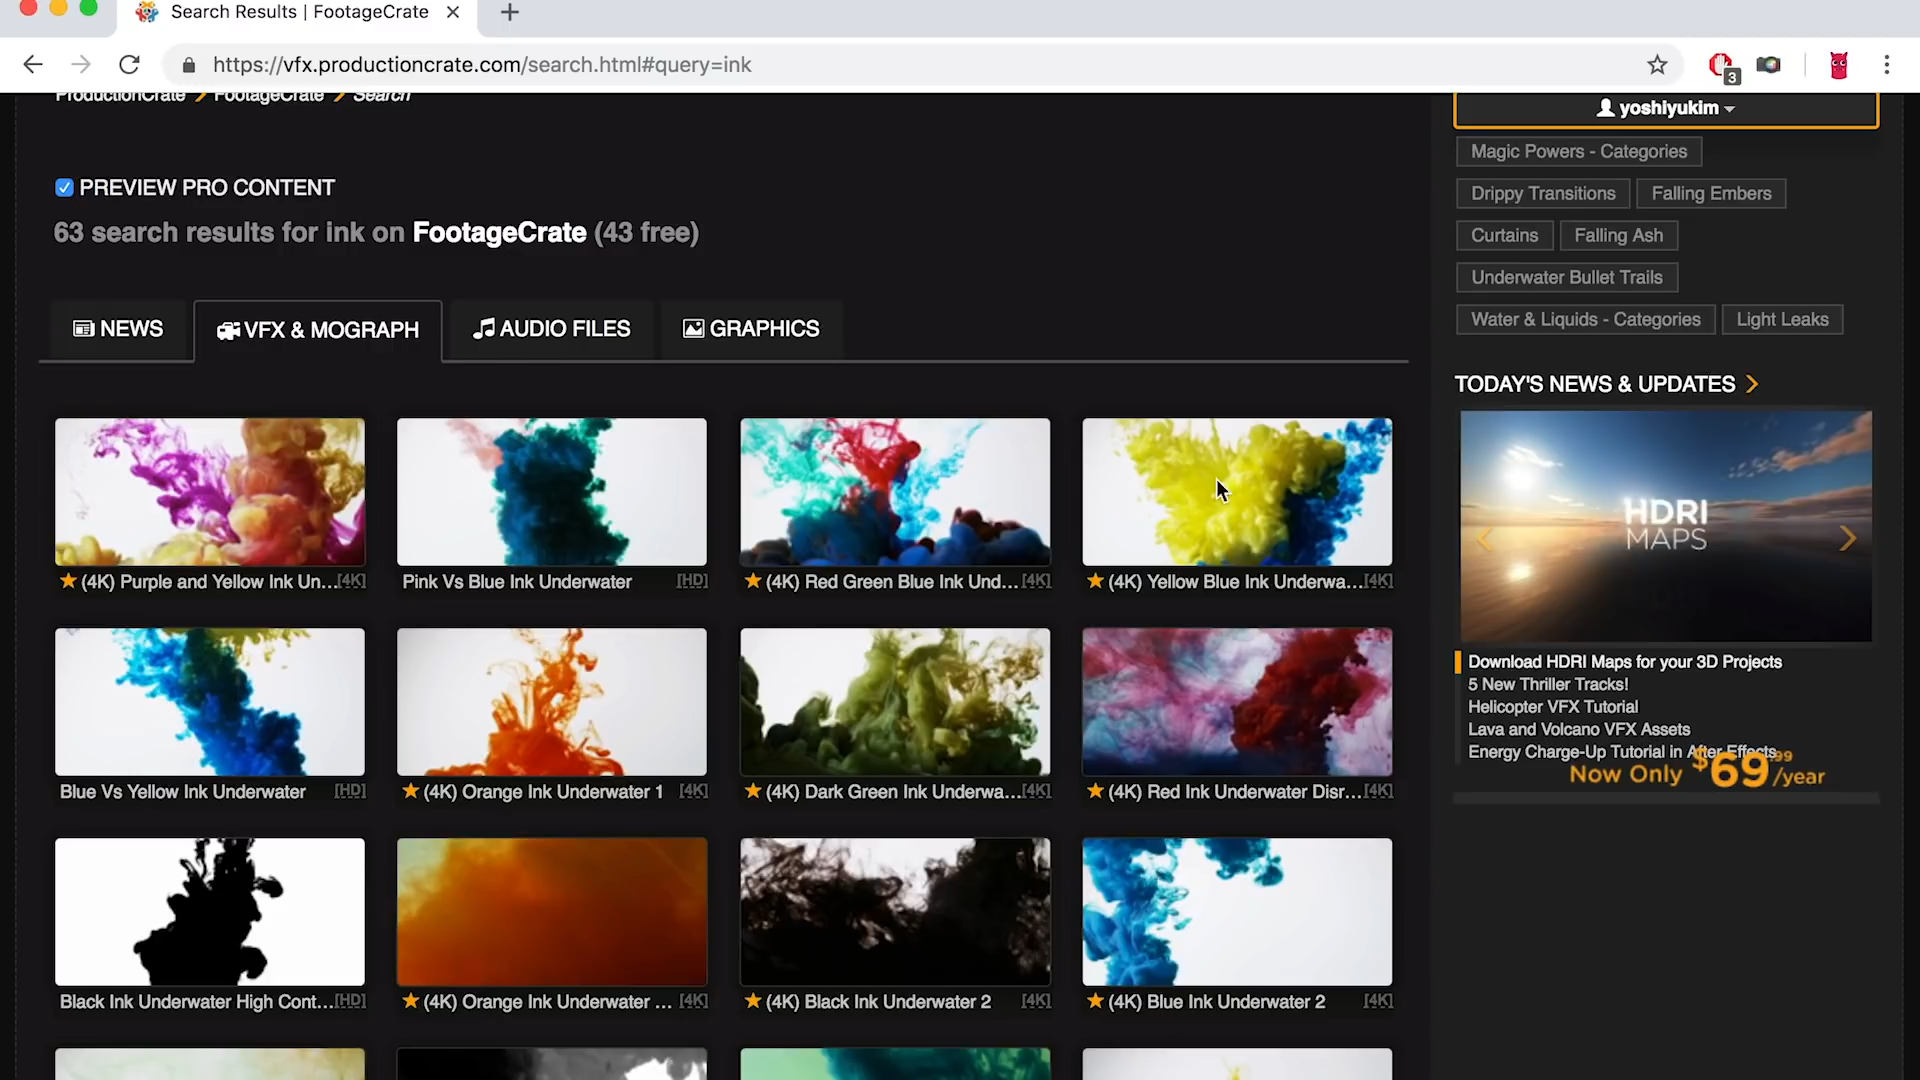 Search Results | FootageCrate
https://vfx.productioncrate.com/search.html#query=ink
3
ProductionCrate > FootageCrate > Search
yoshiyukim
PREVIEW PRO CONTENT
63 search results for ink on FootageCrate (43 free)
NEWS
VFX & MOGRAPH
AUDIO FILES
GRAPHICS
(4K) Purple and Yellow Ink Un... [4K]
Pink Vs Blue Ink Underwater [HD]
(4K) Red Green Blue Ink Und... [4K]
(4K) Yellow Blue Ink Underwa... [4K]
Blue Vs Yellow Ink Underwater [HD]
(4K) Orange Ink Underwater 1 [4K]
(4K) Dark Green Ink Underwa... [4K]
(4K) Red Ink Underwater Disr... [4K]
Black Ink Underwater High Cont... [HD]
(4K) Orange Ink Underwater ... [4K]
(4K) Black Ink Underwater 2 [4K]
(4K) Blue Ink Underwater 2 [4K]
Magic Powers - Categories
Drippy Transitions
Falling Embers
Curtains
Falling Ash
Underwater Bullet Trails
Water & Liquids - Categories
Light Leaks
TODAY'S NEWS & UPDATES
HDRI
MAPS
Download HDRI Maps for your 3D Projects
5 New Thriller Tracks!
Helicopter VFX Tutorial
Lava and Volcano VFX Assets
Energy Charge-Up Tutorial in After Effects
Now Only $69.99/year